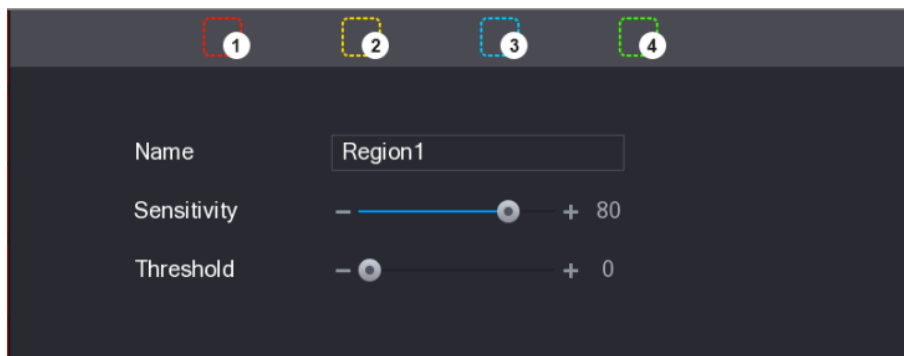 1 2 3 4
Name Region1
Sensitivity − + 80
Threshold − + 0